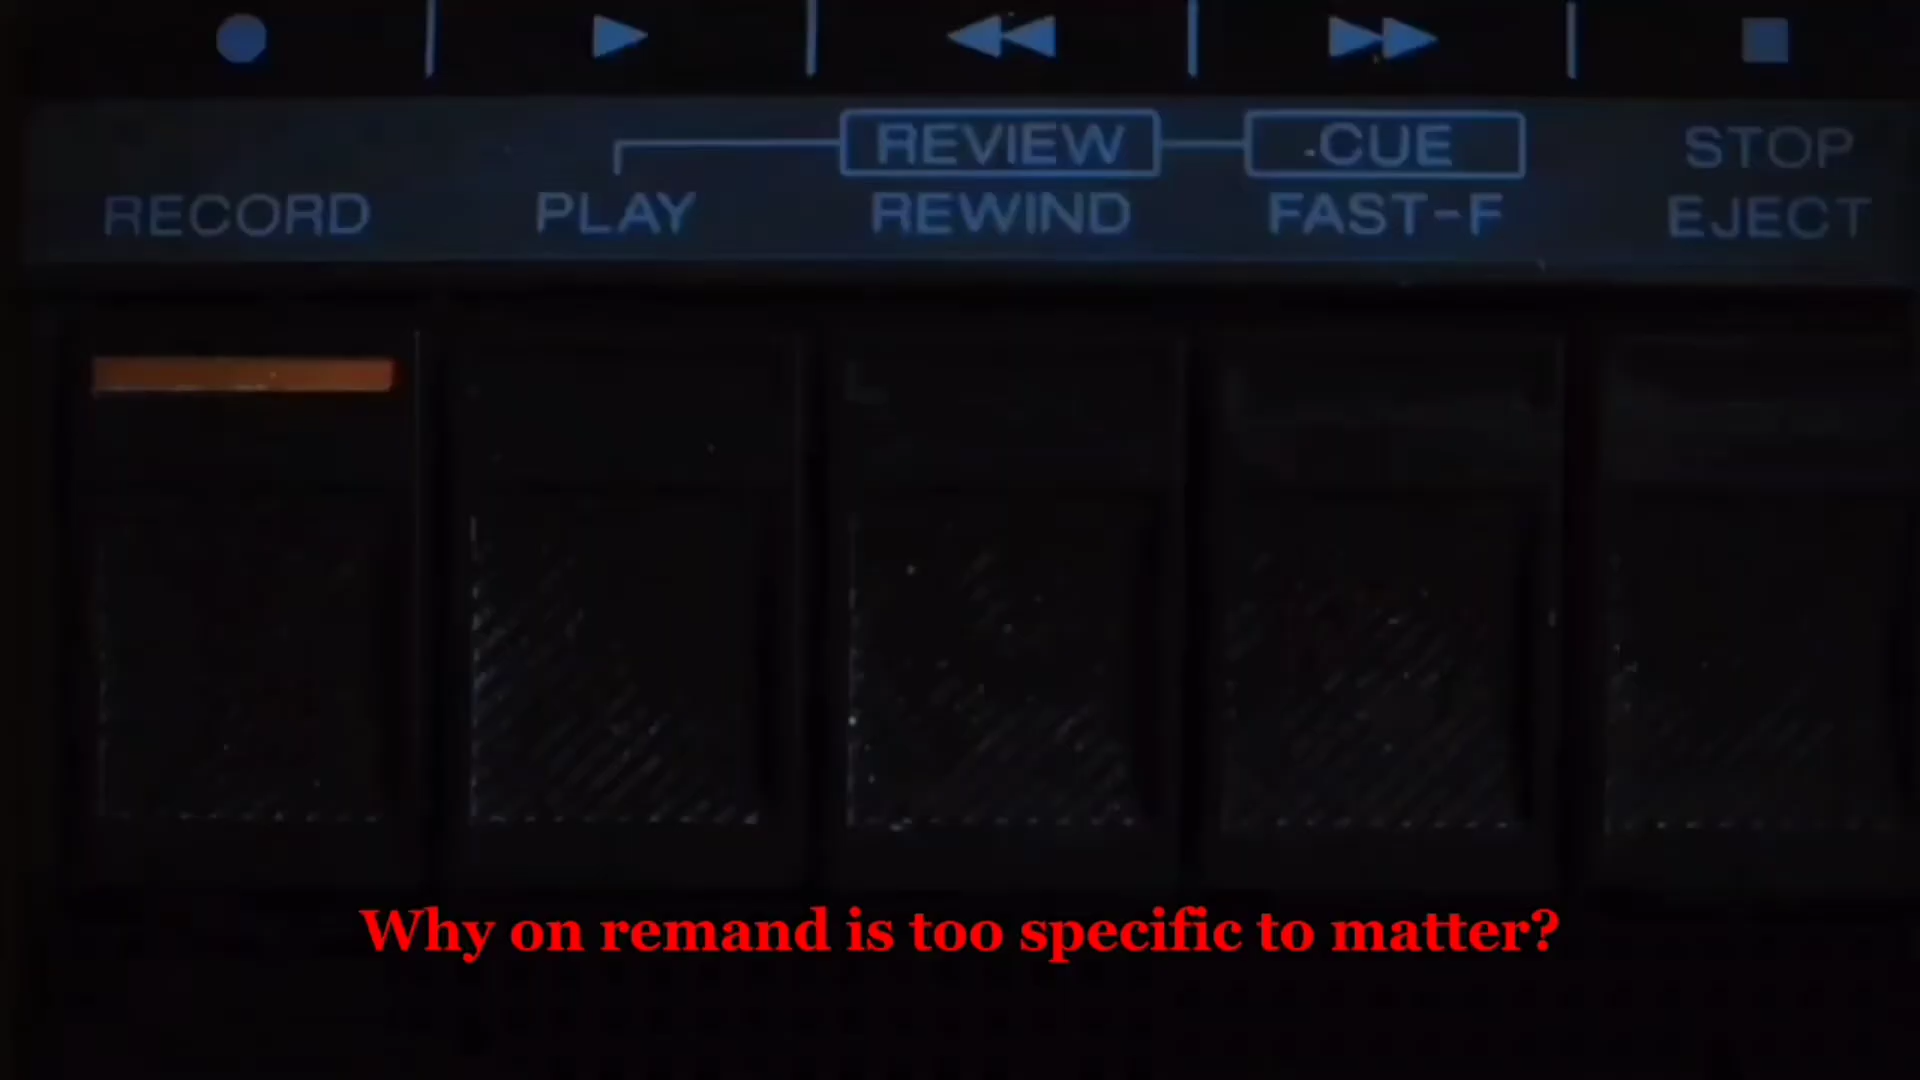 REVIEW CUE STOP
RECORD PLAY REWIND FAST-F EJECT
Why on remand is too specific to matter?